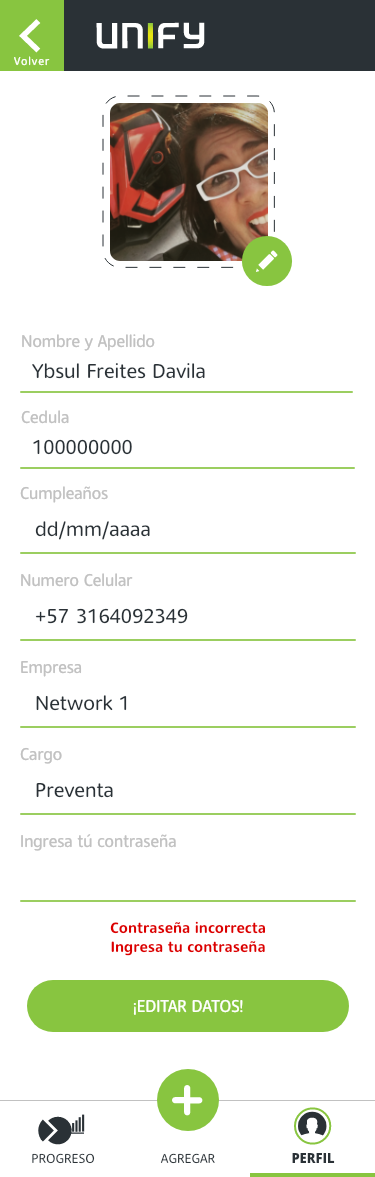 Volver
UNIFY
Nombre y Apellido
Ybsul Freites Davila
Cedula
100000000
Cumpleaños
dd/mm/aaaa
Numero Celular
+57 3164092349
Empresa
Network 1
Cargo
Preventa
Ingresa tú contraseña
Contraseña incorrecta
Ingresa tu contraseña
¡EDITAR DATOS!
PROGRESO
AGREGAR
PERFIL